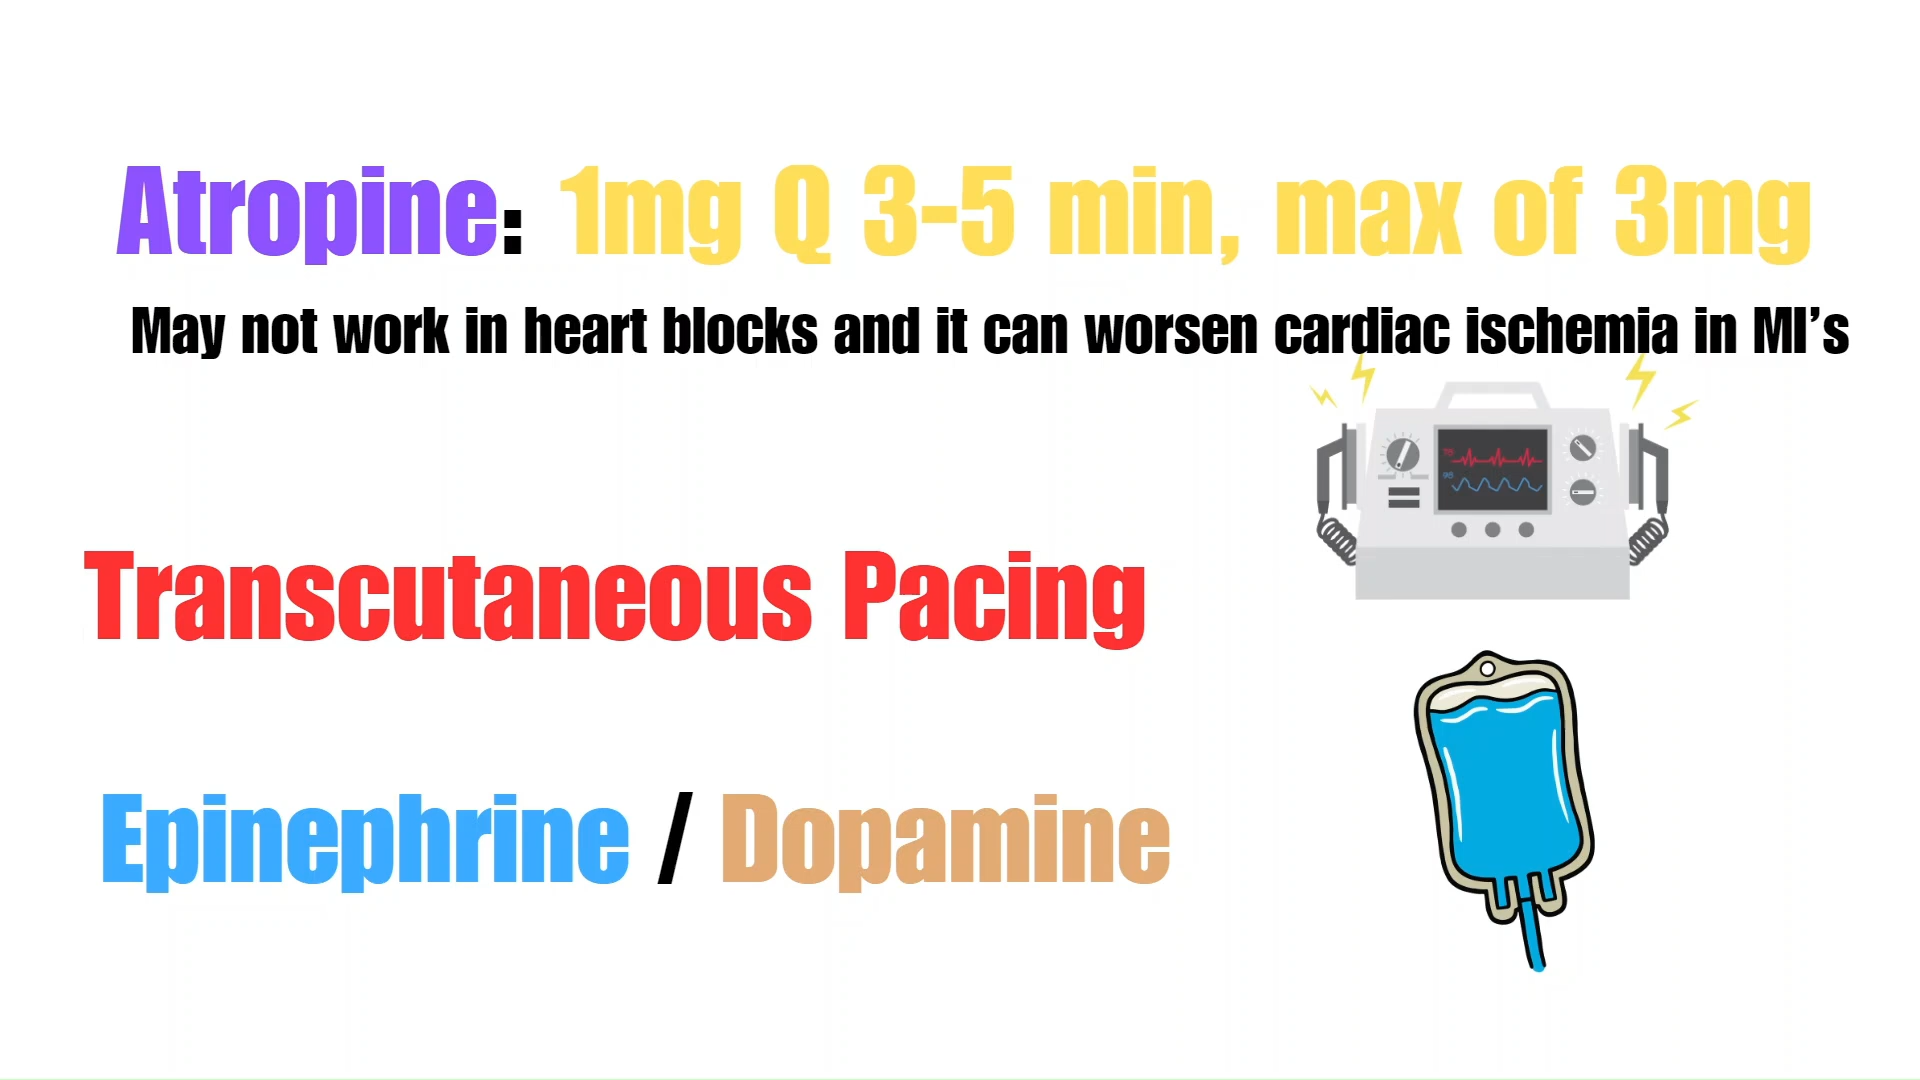 Atropine: 1mg Q 3-5 min, max of 3mg
May not work in heart blocks and it can worsen cardiac ischemia in MI's
Transcutaneous Pacing
Epinephrine / Dopamine